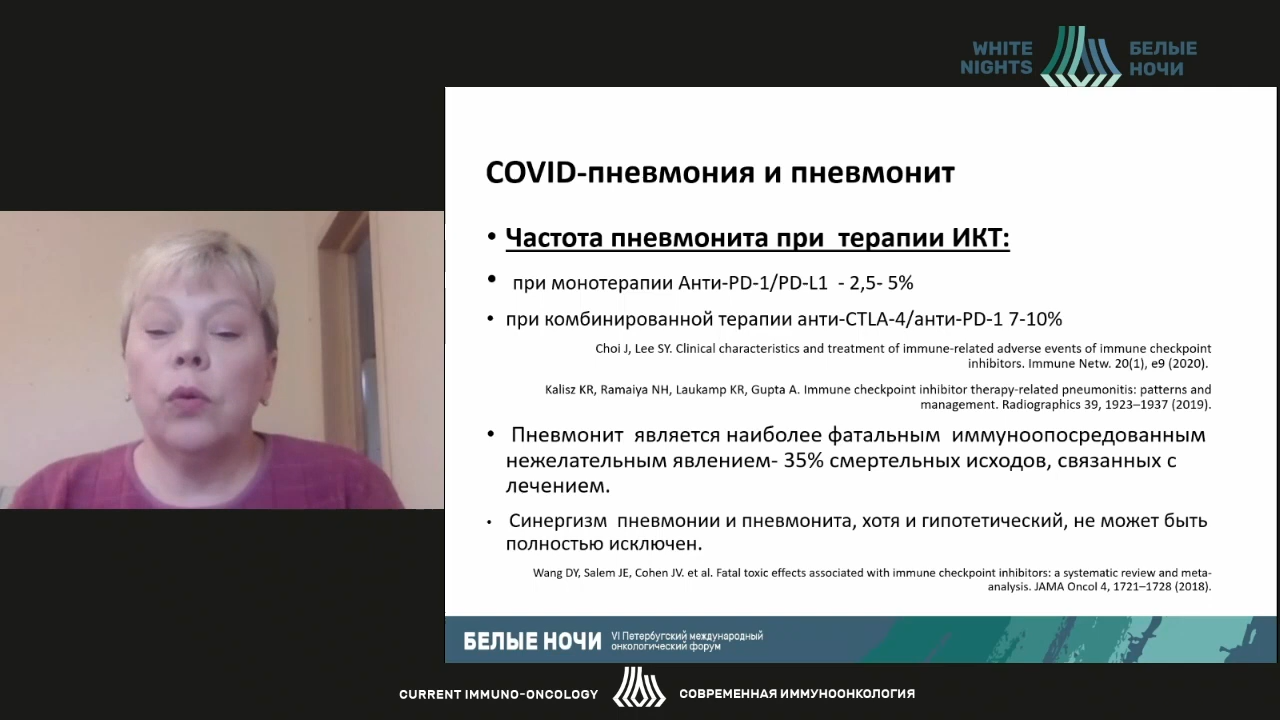 WHITE
NIGHTS
БЕЛЫЕ
НОЧИ
COVID-пневмония и пневмонит
• Частота пневмонита при терапии ИКТ:
• при монотерапии Анти-PD-1/PD-L1 - 2,5- 5%
• при комбинированной терапии анти-CTLA-4/анти-PD-1 7-10%
Choi J, Lee SY. Clinical characteristics and treatment of immune-related adverse events of immune checkpoint
inhibitors. Immune Netw. 20(1), e9 (2020).
Kalisz KR, Ramaiya NH, Laukamp KR, Gupta A. Immune checkpoint inhibitor therapy-related pneumonitis: patterns and
management. Radiographics 39, 1923–1937 (2019).
• Пневмонит является наиболее фатальным иммуноопосредованным
нежелательным явлением- 35% смертельных исходов, связанных с
лечением.
• Синергизм пневмонии и пневмонита, хотя и гипотетический, не может быть
полностью исключен.
Wang DY, Salem JE, Cohen JV. et al. Fatal toxic effects associated with immune checkpoint inhibitors: a systematic review and meta-
analysis. JAMA Oncol 4, 1721–1728 (2018).
БЕЛЫЕ НОЧИ
VI Петербугский международный
онкологический форум
CURRENT IMMUNO-ONCOLOGY
СОВРЕМЕННАЯ ИММУНООНКОЛОГИЯ